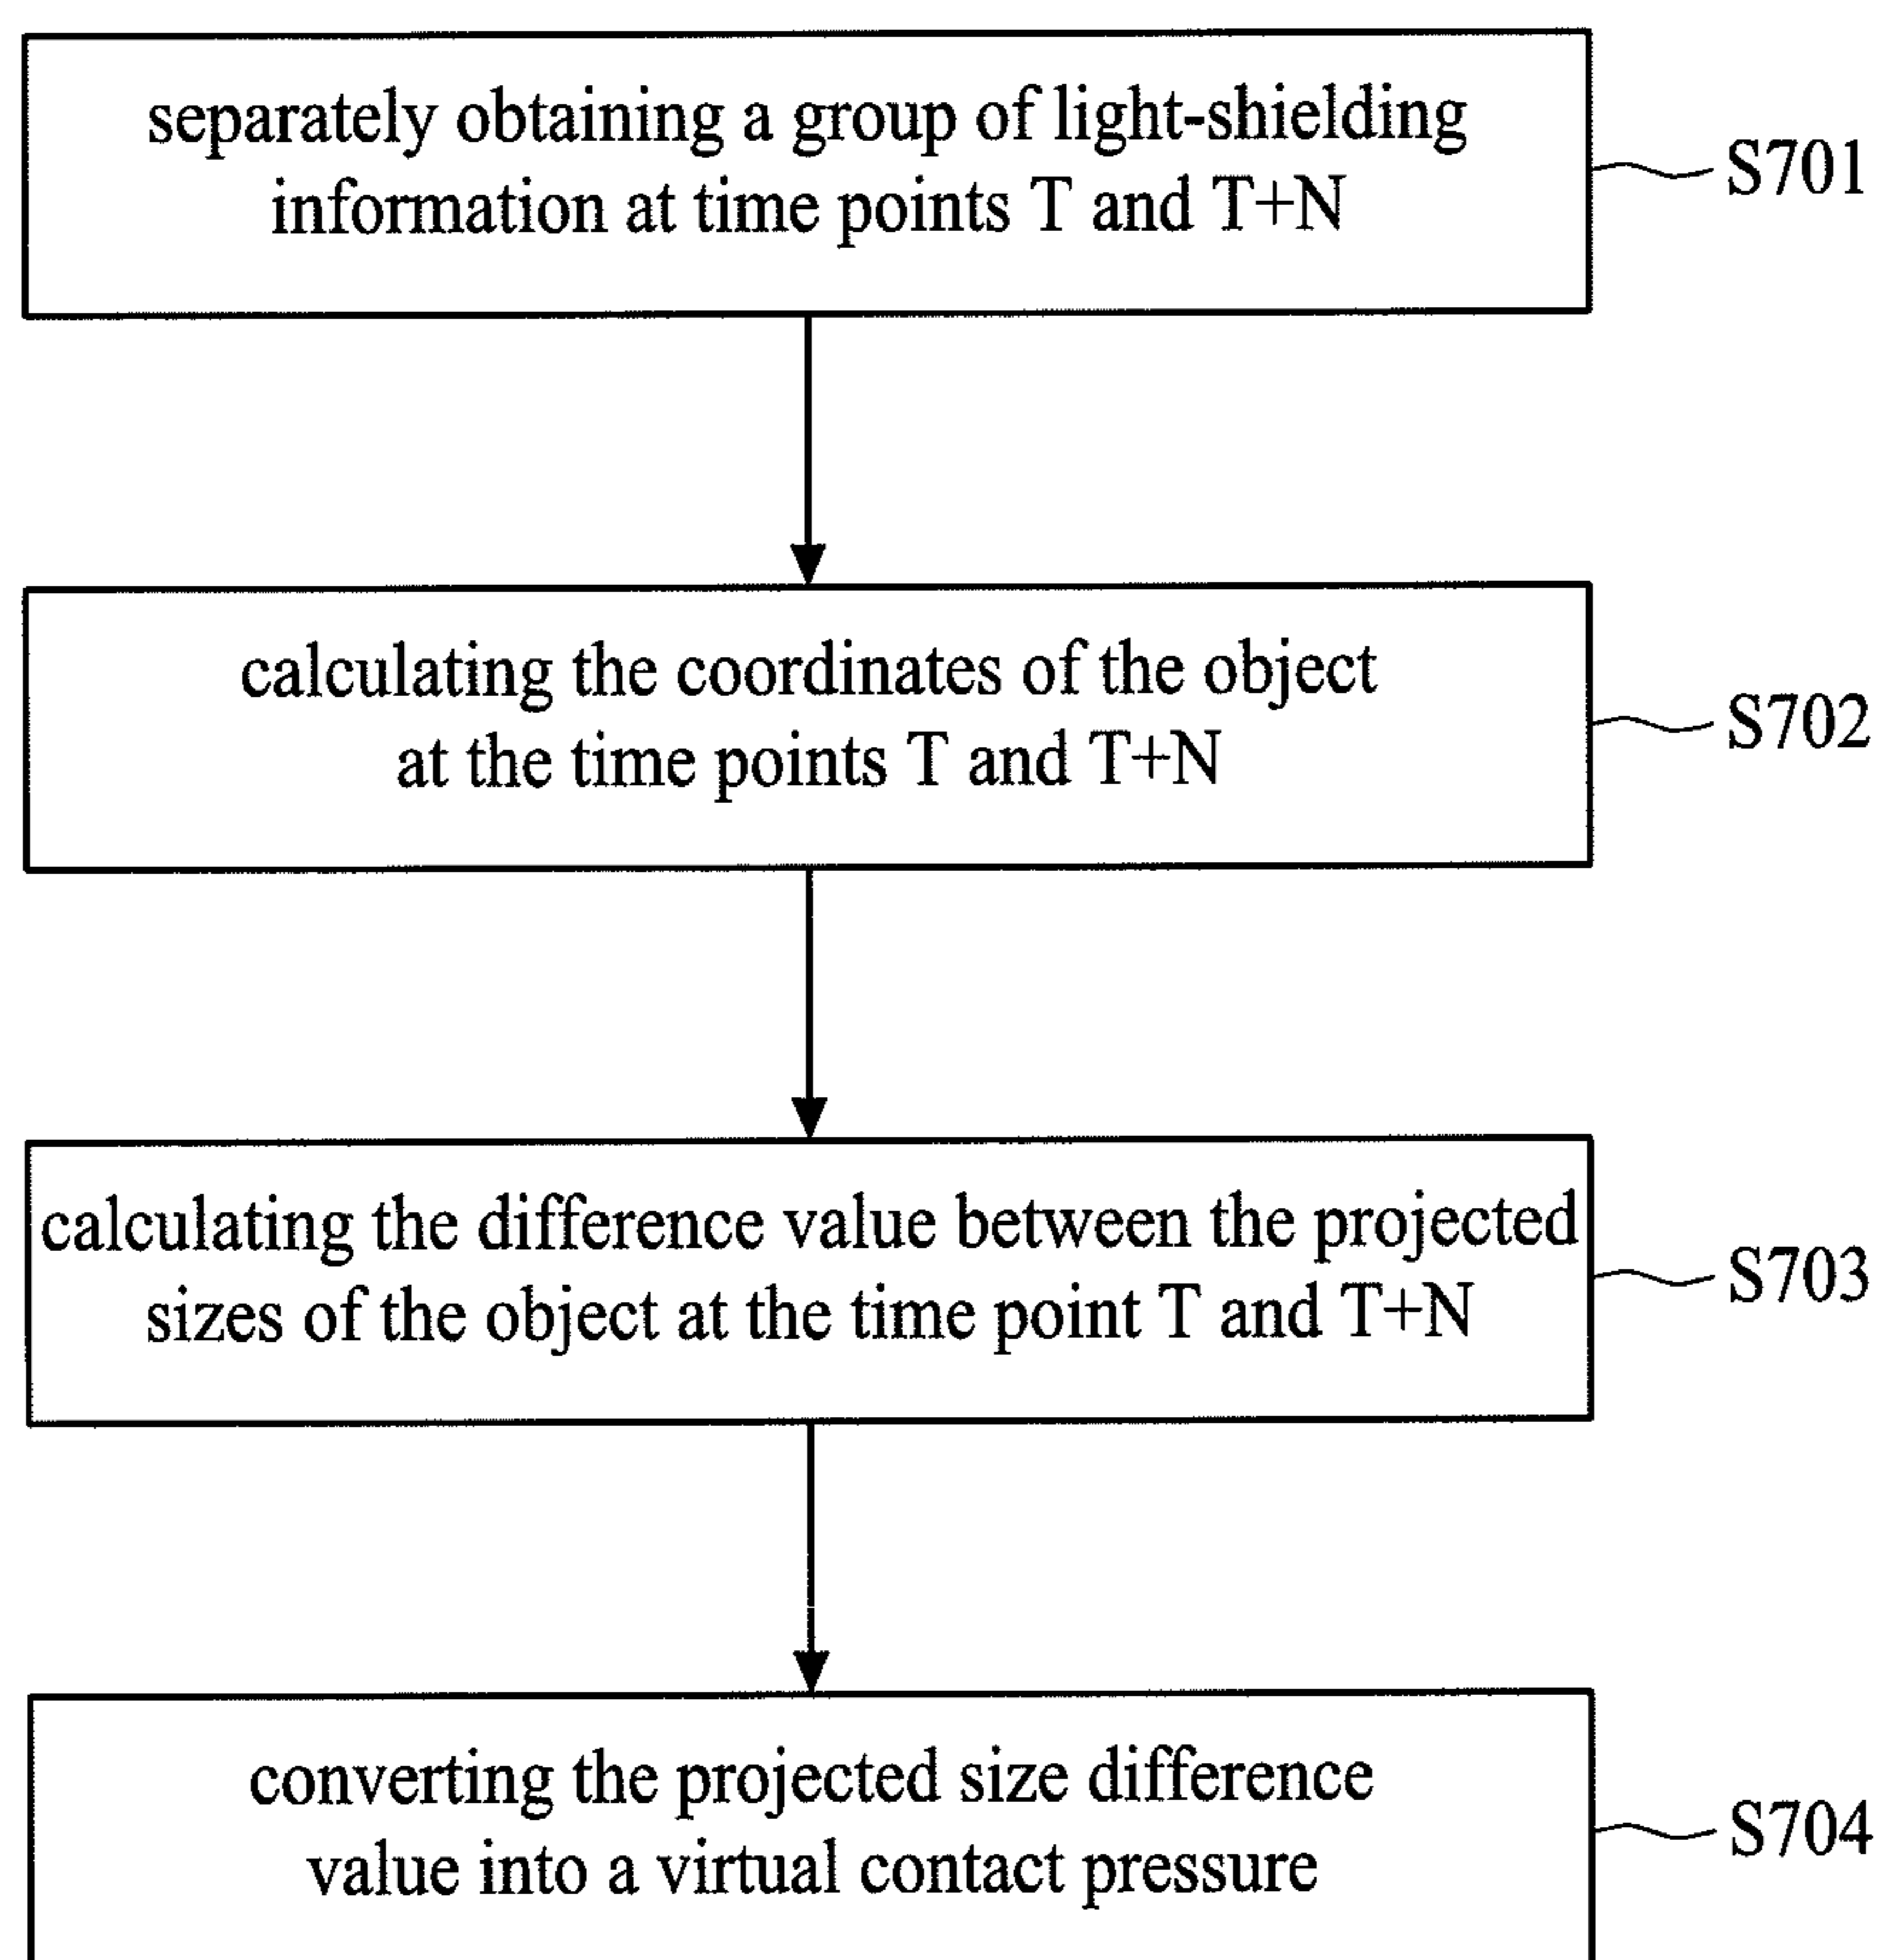 separately obtaining a group of light-shielding
information at time points T and T+N
S701
calculating the coordinates of the object
at the time points T and T+N
S702
calculating the difference value between the projected
sizes of the object at the time point T and T+N
S703
converting the projected size difference
value into a virtual contact pressure
S704